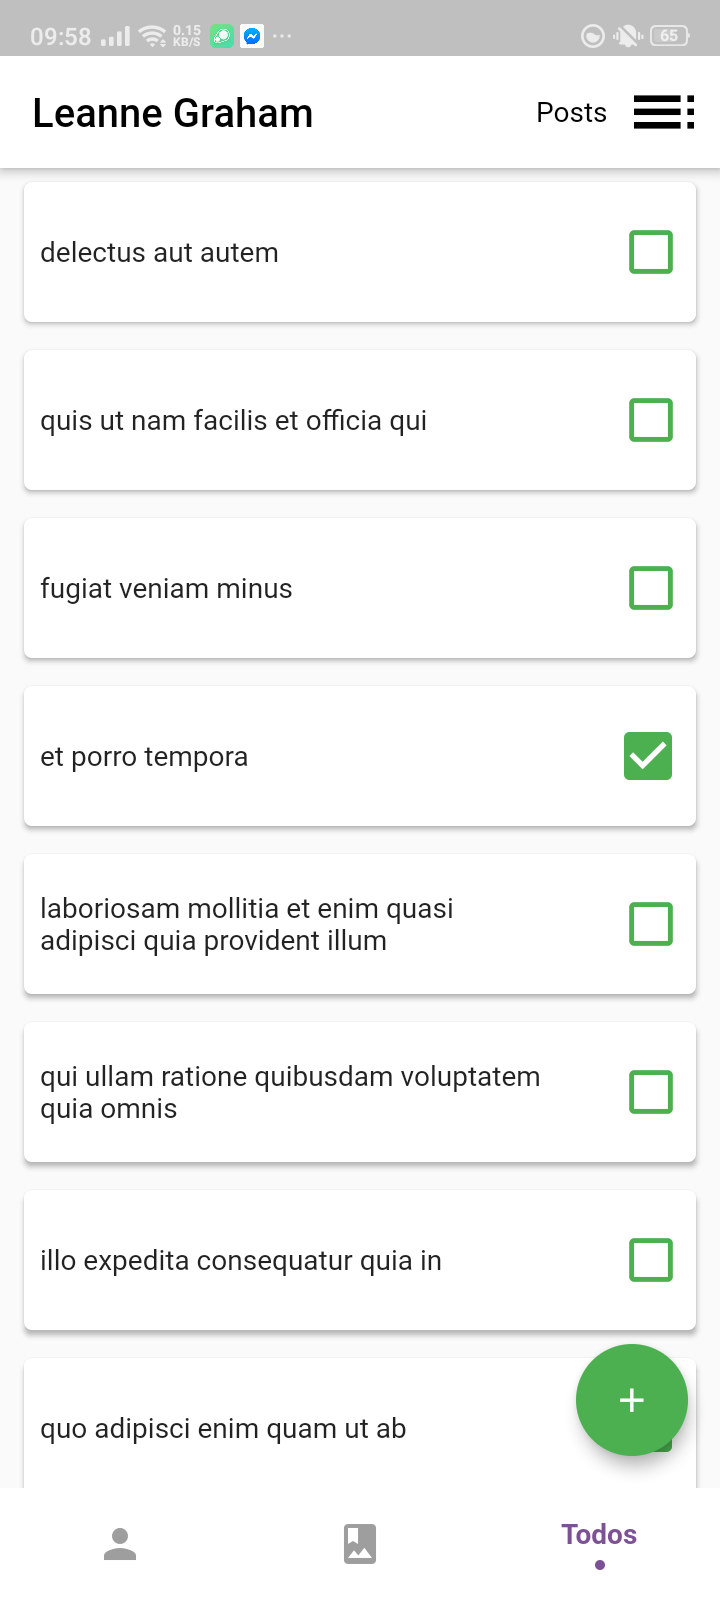 09:58
0.15
KB/S
65
Leanne Graham
Posts
delectus aut autem
quis ut nam facilis et officia qui
fugiat veniam minus
et porro tempora
laboriosam mollitia et enim quasi
adipisci quia provident illum
qui ullam ratione quibusdam voluptatem
quia omnis
illo expedita consequatur quia in
quo adipisci enim quam ut ab
Todos